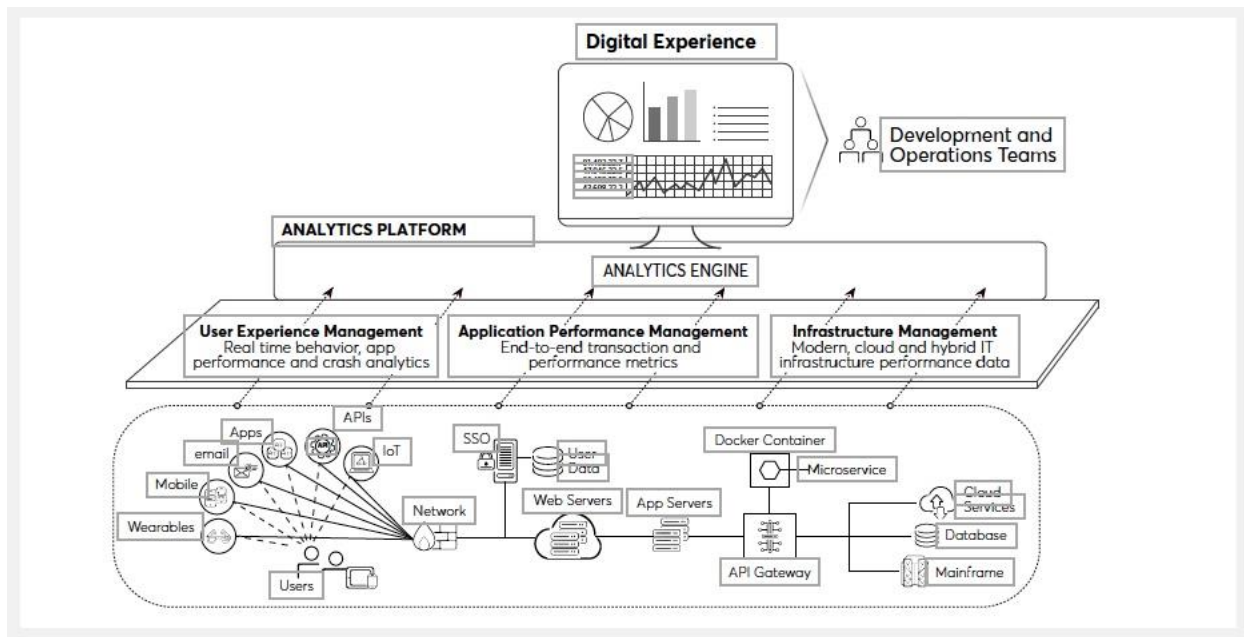 Digital Experience
Development and
Operations Teams
ANALYTICS PLATFORM
ANALYTICS ENGINE
User Experience Management
Real time behavior, app
performance and crash analytics
Application Performance Management
End-to-end transaction and
performance metrics
Infrastructure Management
Modern, cloud and hybrid IT
infrastructure performance data
APIs
Apps
IoT
email
Mobile
Wearables
Users
Network
SSO
User
Data
Web Servers
App Servers
Docker Container
Microservice
API Gateway
Cloud
Services
Database
Mainframe